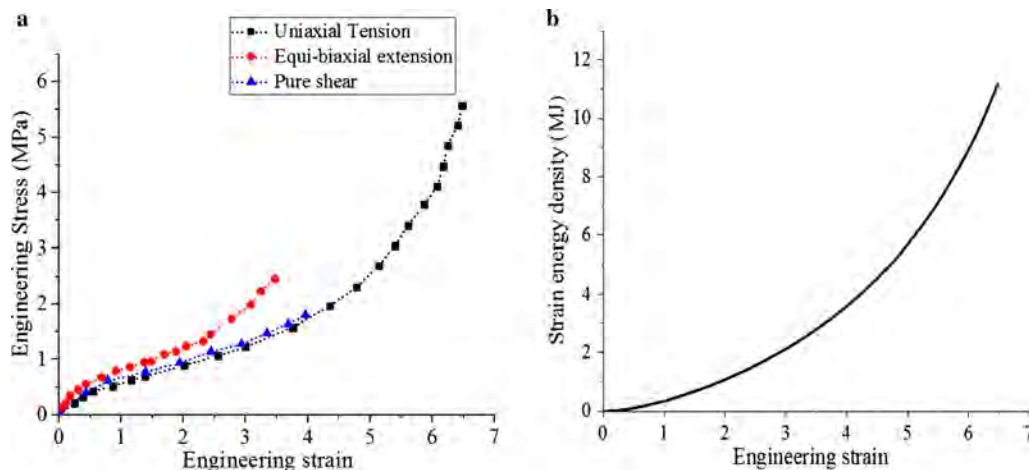 a
Uniaxial Tension
Equi-biaxial extension
Pure shear
Engineering Stress (MPa)
6
5
4
3
2
1
0
0 1 2 3 4 5 6 7
Engineering strain
b
Strain energy density (MJ)
12
10
8
6
4
2
0
0 1 2 3 4 5 6 7
Engineering strain